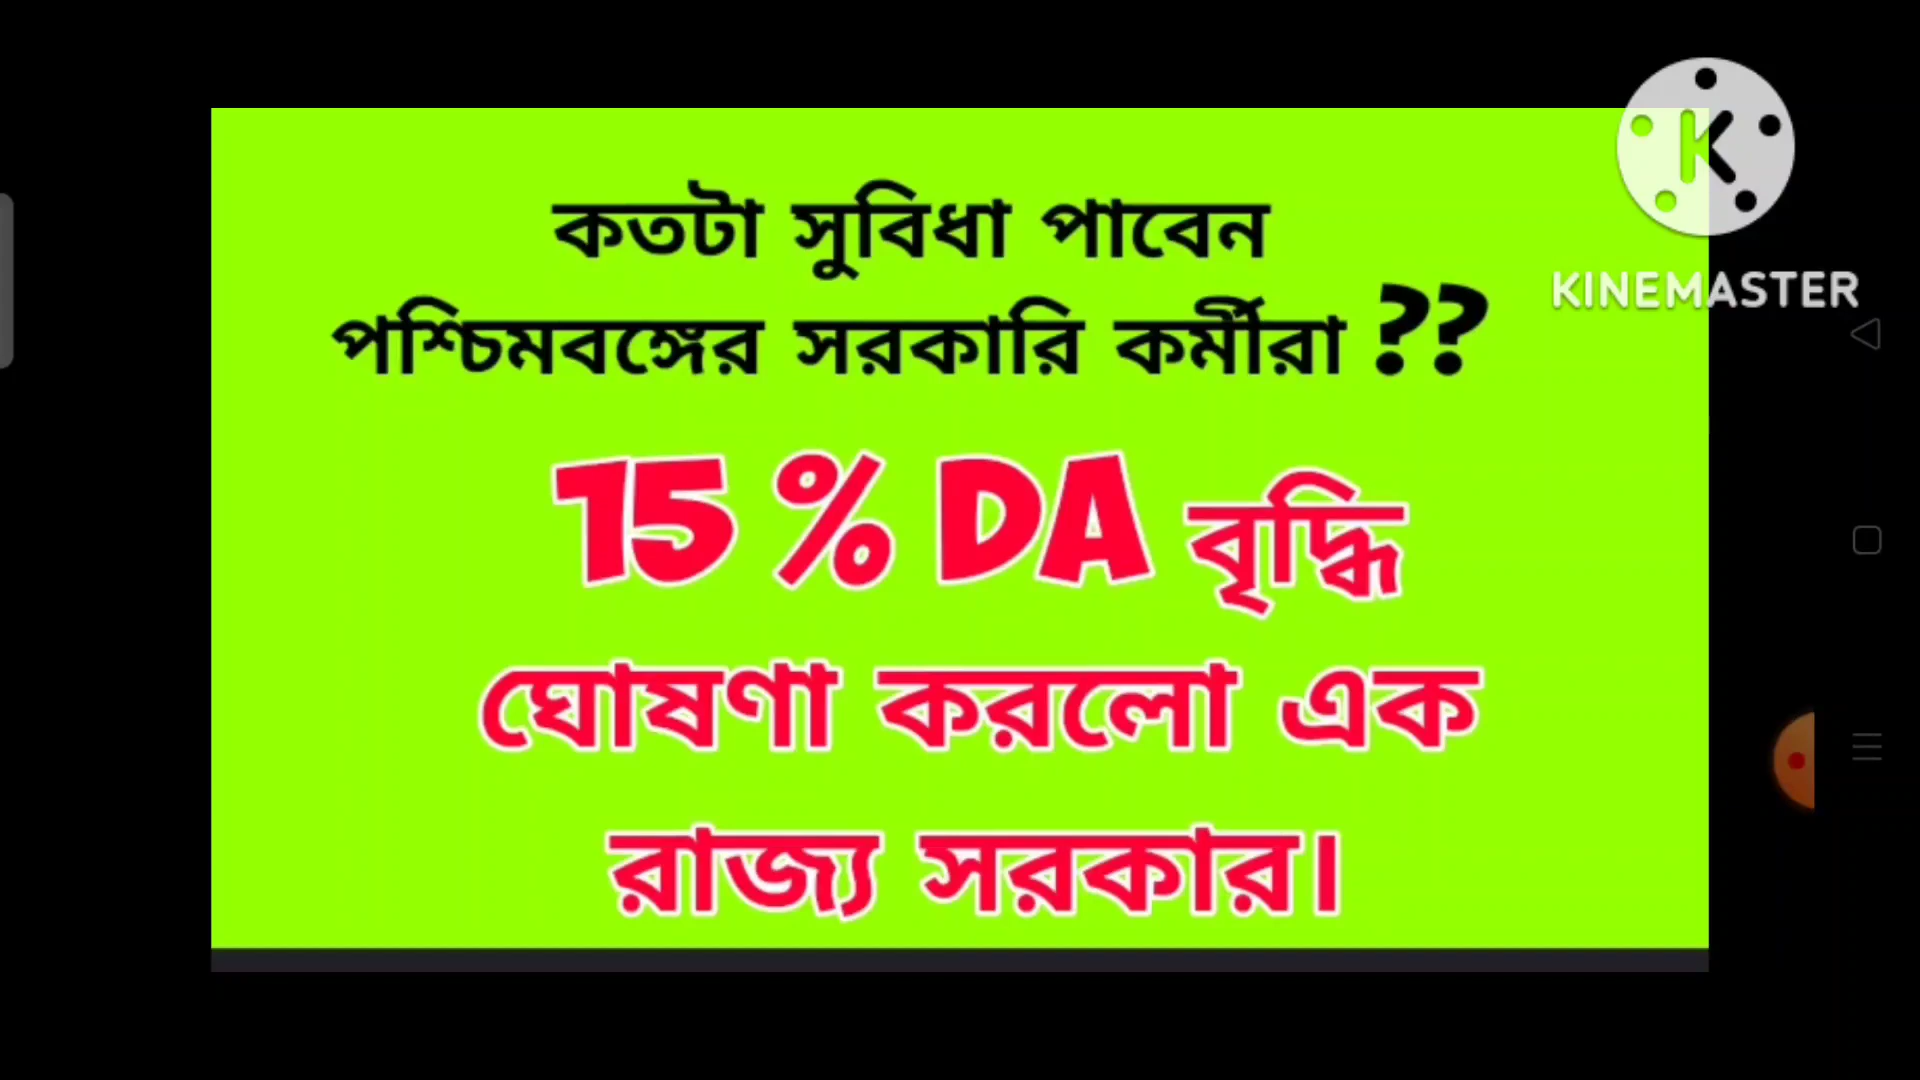 কতটা সুবিধা পাবেন
পশ্চিমবঙ্গের সরকারি কর্মীরা ??
15 % DA বৃদ্ধি
ঘোষণা করলো এক
রাজ্য সরকার।
K
KINEMASTER